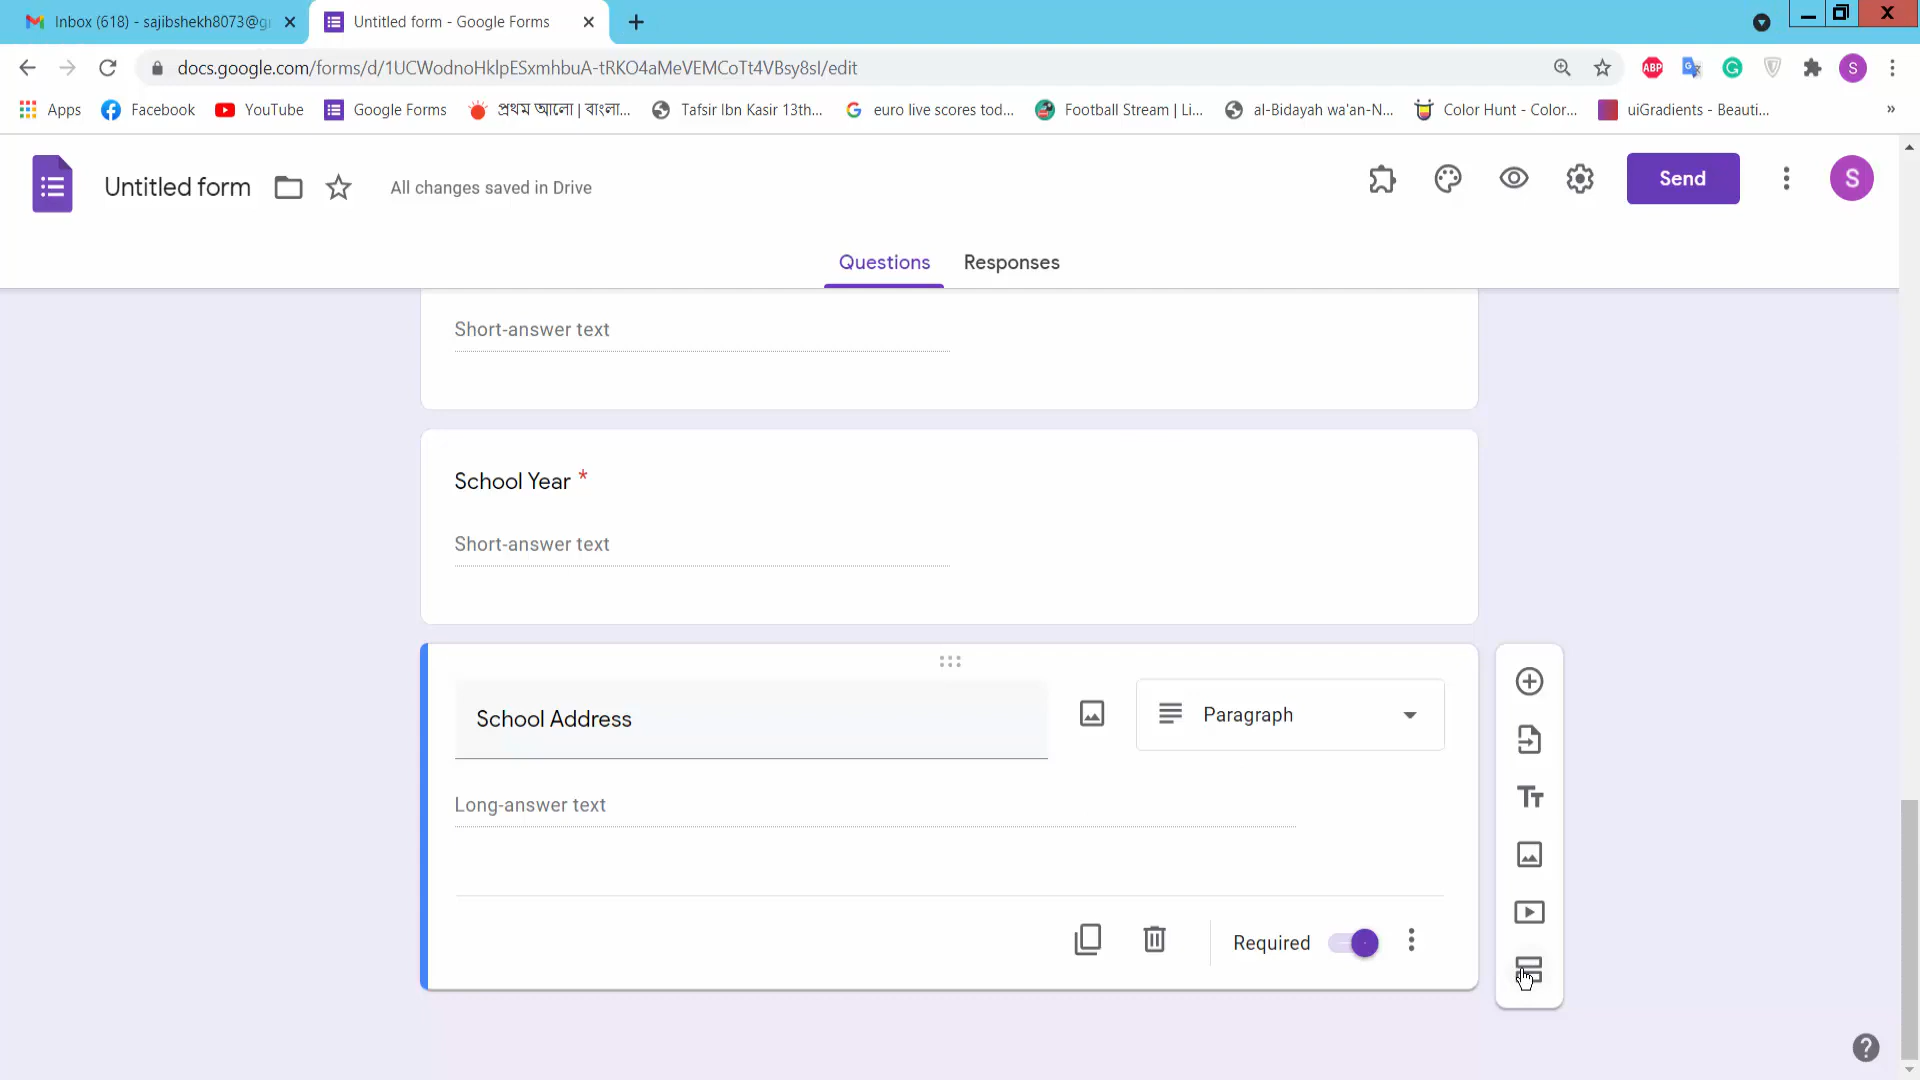 Inbox (618) - sajibshekh8073@g
Untitled form - Google Forms
docs.google.com/forms/d/1UCWodnoHklpESxmhbuA-tRKO4aMeVEMCoTt4VBsy8sI/edit
ABP
S
Apps
Facebook
YouTube
Google Forms
প্রথম আলো | বাংলা...
Tafsir Ibn Kasir 13th...
euro live scores tod...
Football Stream | Li...
al-Bidayah wa'an-N...
Color Hunt - Color...
uiGradients - Beauti...
»
Untitled form
All changes saved in Drive
Send
S
Questions
Responses
Short-answer text
School Year *
Short-answer text
School Address
Paragraph
Long-answer text
Required